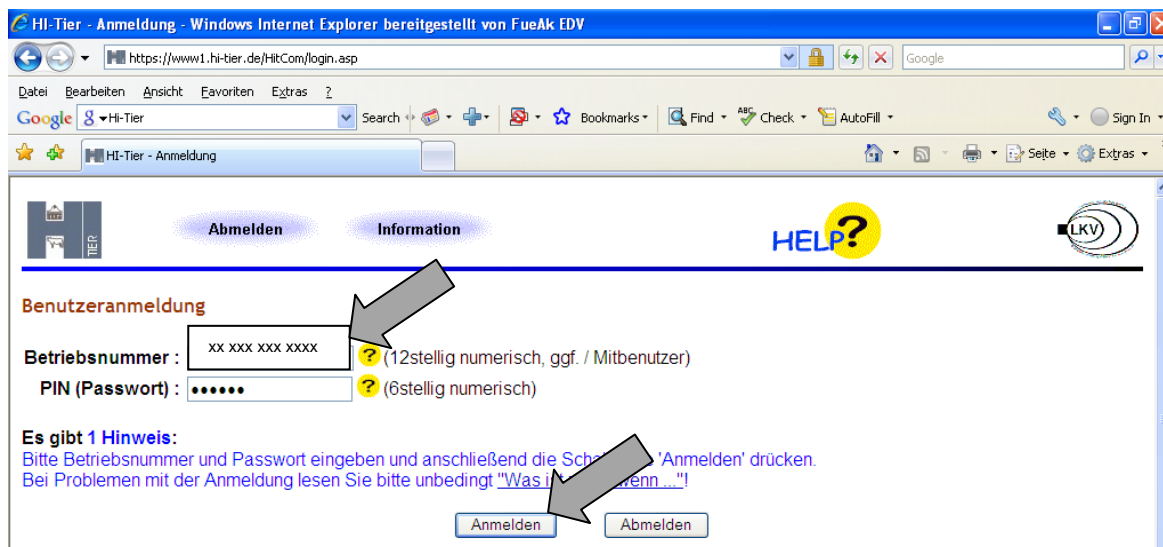 HI-Tier - Anmeldung - Windows Internet Explorer bereitgestellt von FueAk EDV
https://www1.hi-tier.de/HitCom/login.asp
Google
Datei Bearbeiten Ansicht Favoriten Extras ?
Google Hi-Tier Search Bookmarks Find Check AutoFill Sign In
HI-Tier - Anmeldung Seite Extras
TIER Abmelden Information HELP? LKV
Benutzeranmeldung
Betriebsnummer : xx xxx xxx xxxx ? (12stellig numerisch, ggf. / Mitbenutzer)
PIN (Passwort) : •••••• ? (6stellig numerisch)
Es gibt 1 Hinweis:
Bitte Betriebsnummer und Passwort eingeben und anschließend die 'Anmelden' drücken.
Bei Problemen mit der Anmeldung lesen Sie bitte unbedingt "Was wenn ..."!
Anmelden Abmelden